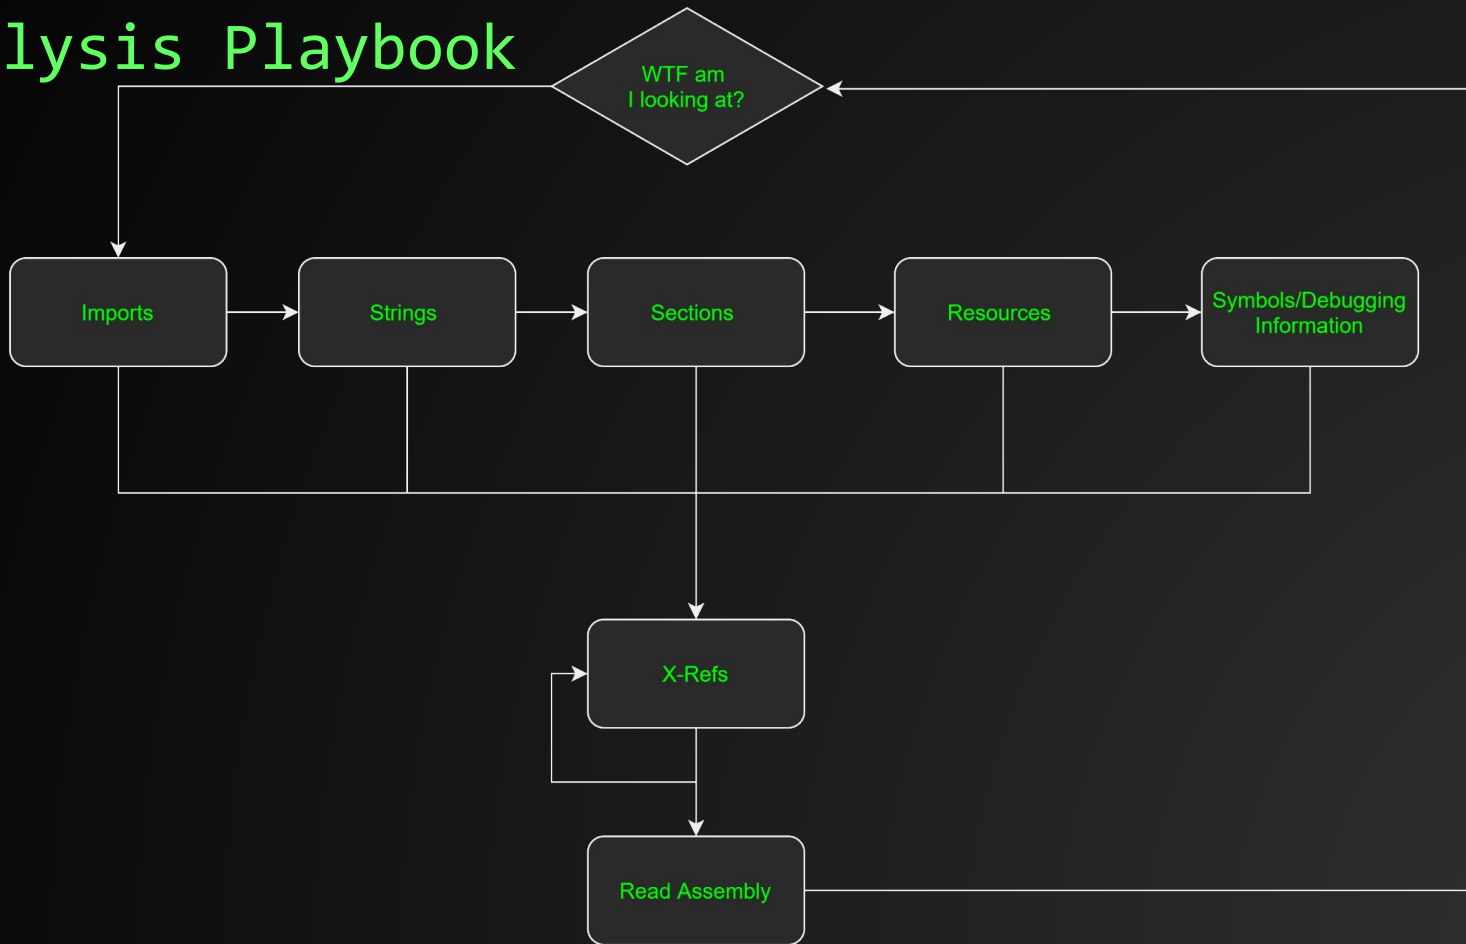 lysis Playbook
WTF am
I looking at?
Imports
Strings
Sections
Resources
Symbols/Debugging
Information
X-Refs
Read Assembly